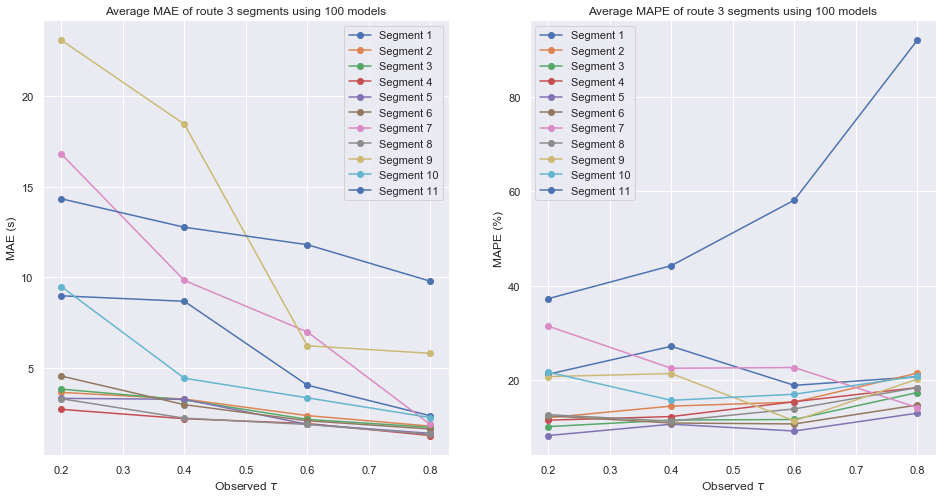 Average MAE of route 3 segments using 100 models
MAE (s)
20
15
10
5
0.2 0.3 0.4 0.5 0.6 0.7 0.8
Observed τ
Segment 1
Segment 2
Segment 3
Segment 4
Segment 5
Segment 6
Segment 7
Segment 8
Segment 9
Segment 10
Segment 11
Average MAPE of route 3 segments using 100 models
MAPE (%)
80
60
40
20
0.2 0.3 0.4 0.5 0.6 0.7 0.8
Observed τ
Segment 1
Segment 2
Segment 3
Segment 4
Segment 5
Segment 6
Segment 7
Segment 8
Segment 9
Segment 10
Segment 11